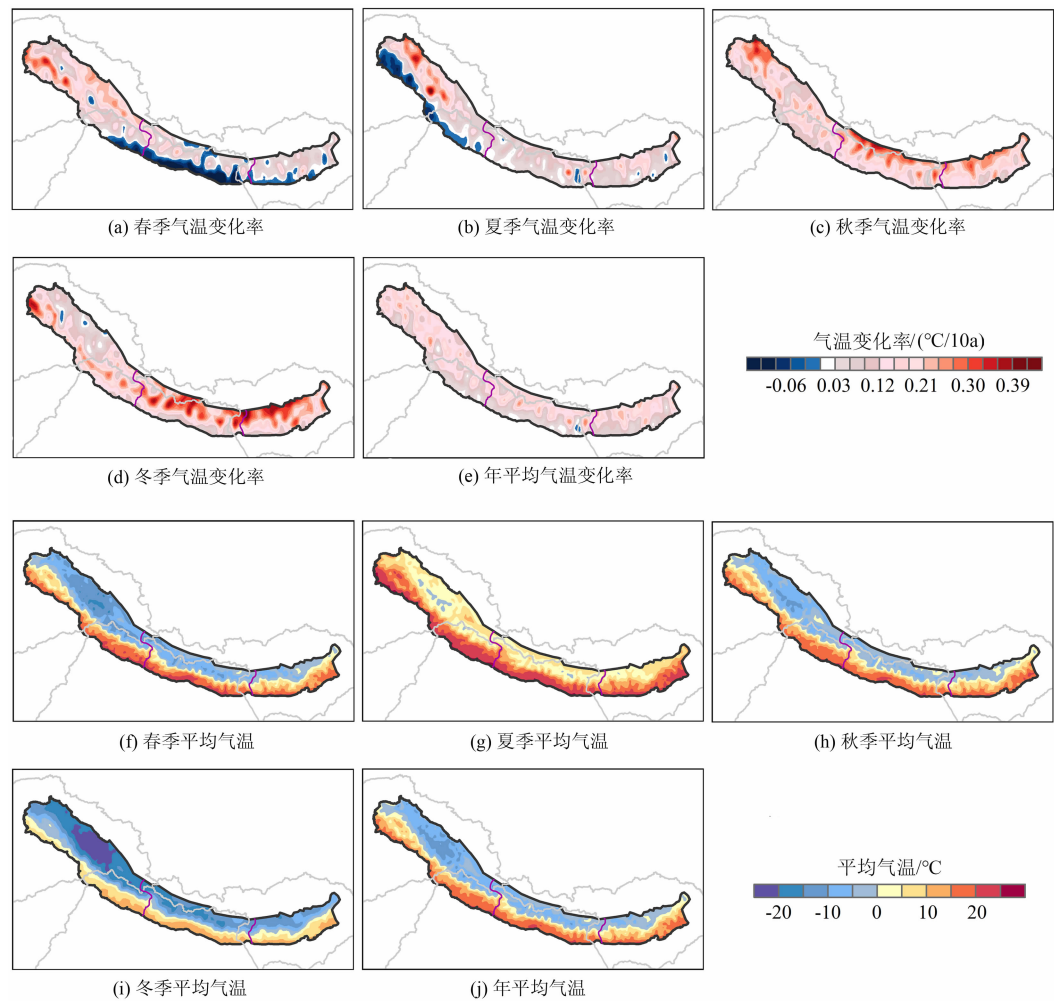 (a) 春季气温变化率
(b) 夏季气温变化率
(c) 秋季气温变化率
(d) 冬季气温变化率
(e) 年平均气温变化率
气温变化率/(℃/10a)
-0.06 0.03 0.12 0.21 0.30 0.39
(f) 春季平均气温
(g) 夏季平均气温
(h) 秋季平均气温
(i) 冬季平均气温
(j) 年平均气温
平均气温/℃
-20 -10 0 10 20